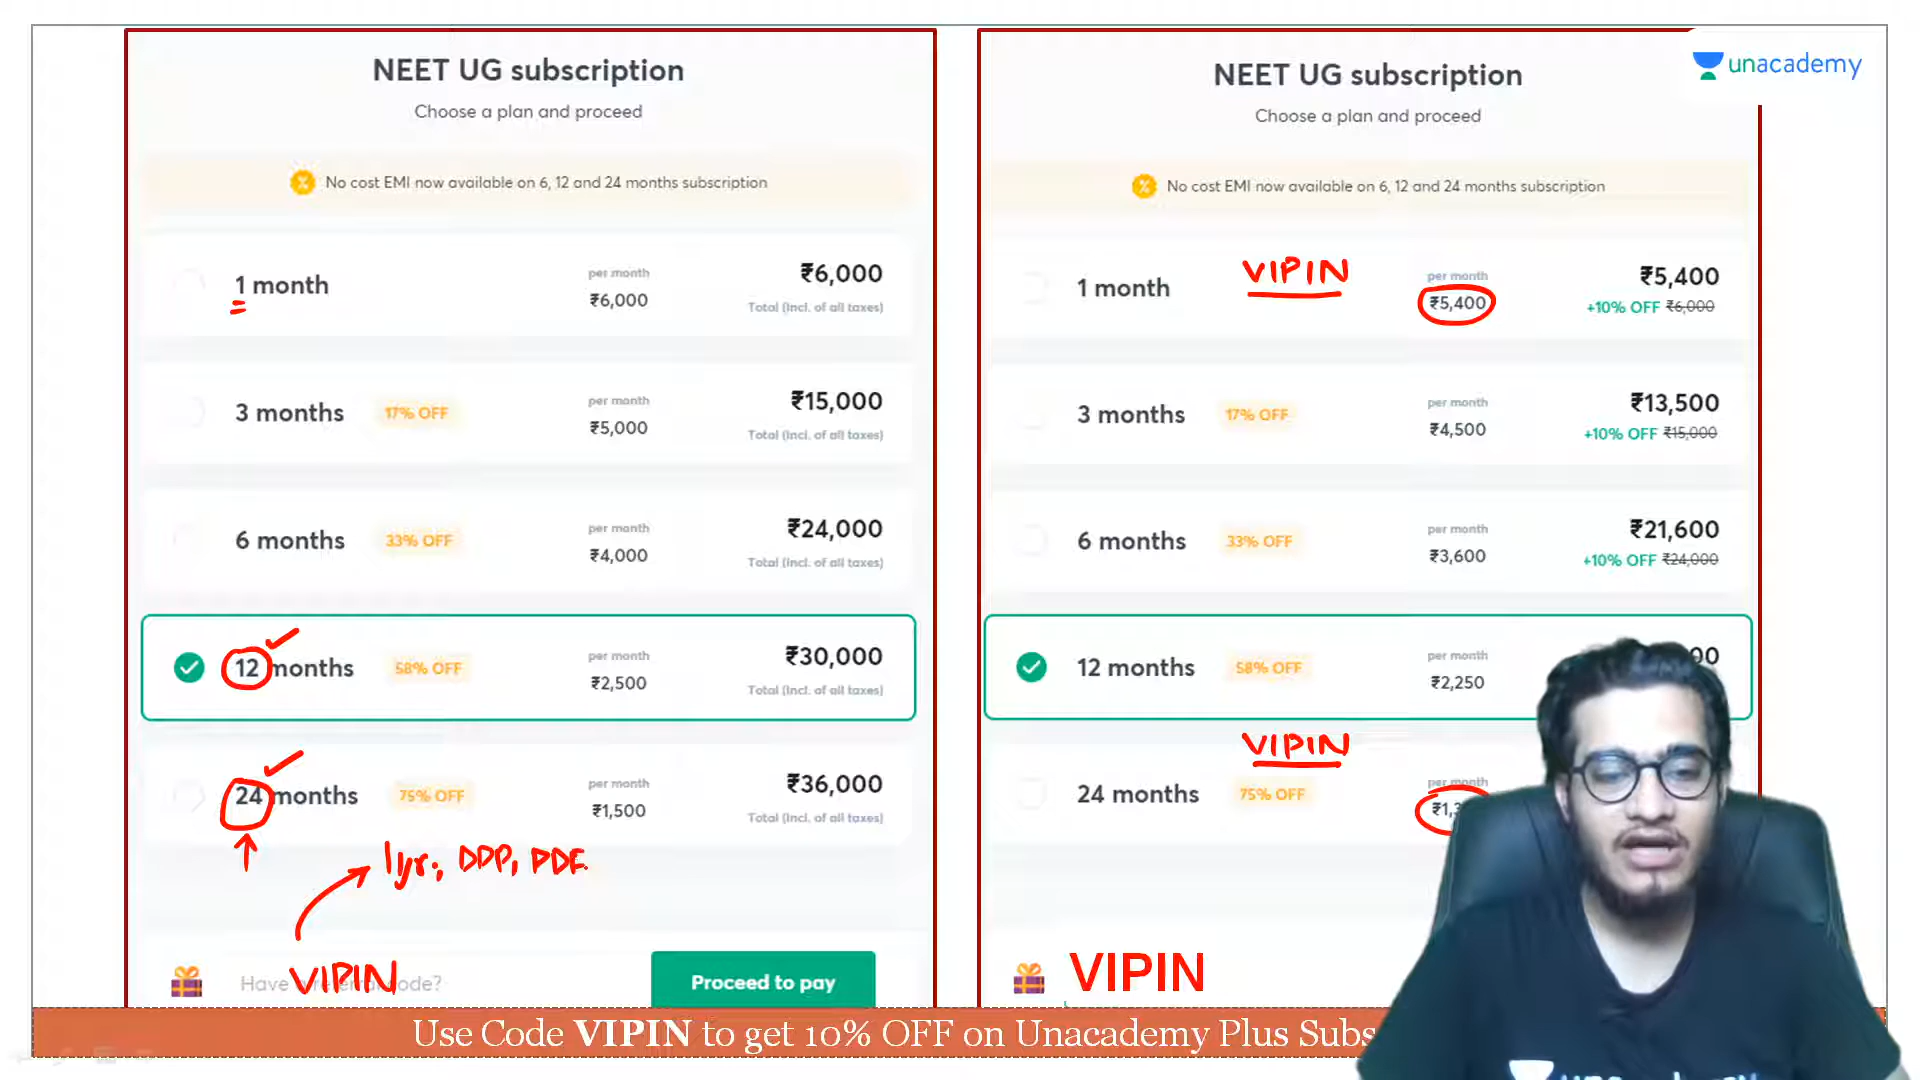 unacademy
NEET UG subscription
Choose a plan and proceed
No cost EMI now available on 6, 12 and 24 months subscription
1 month
per month
₹6,000
₹6,000
Total (Incl. of all taxes)
3 months
17% OFF
per month
₹5,000
₹15,000
Total (Incl. of all taxes)
6 months
33% OFF
per month
₹4,000
₹24,000
Total (Incl. of all taxes)
12 months
58% OFF
per month
₹2,500
₹30,000
Total (Incl. of all taxes)
24 months
75% OFF
per month
₹1,500
₹36,000
Total (Incl. of all taxes)
1yr., DPP, PDF
VIPIN
Have a referral code?
Proceed to pay
NEET UG subscription
Choose a plan and proceed
No cost EMI now available on 6, 12 and 24 months subscription
1 month
VIPIN
per month
₹5,400
₹5,400
+10% OFF ₹6,000
3 months
17% OFF
per month
₹4,500
₹13,500
+10% OFF ₹15,000
6 months
33% OFF
per month
₹3,600
₹21,600
+10% OFF ₹24,000
12 months
58% OFF
per month
₹2,250
VIPIN
24 months
75% OFF
per month
VIPIN
Use Code VIPIN to get 10% OFF on Unacademy Plus